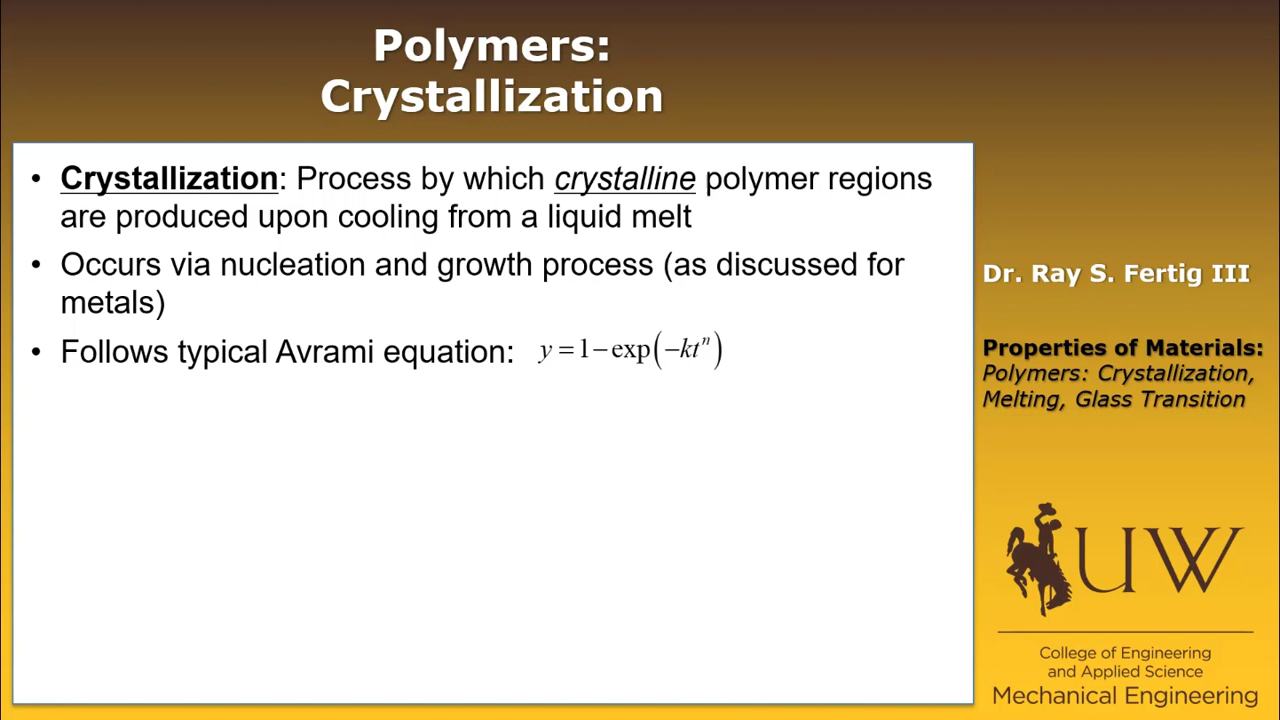 Polymers:
Crystallization
• Crystallization: Process by which crystalline polymer regions
are produced upon cooling from a liquid melt
• Occurs via nucleation and growth process (as discussed for
metals)
• Follows typical Avrami equation: y = 1 − exp(−ktⁿ)
Dr. Ray S. Fertig III
Properties of Materials:
Polymers: Crystallization,
Melting, Glass Transition
UW
College of Engineering
and Applied Science
Mechanical Engineering